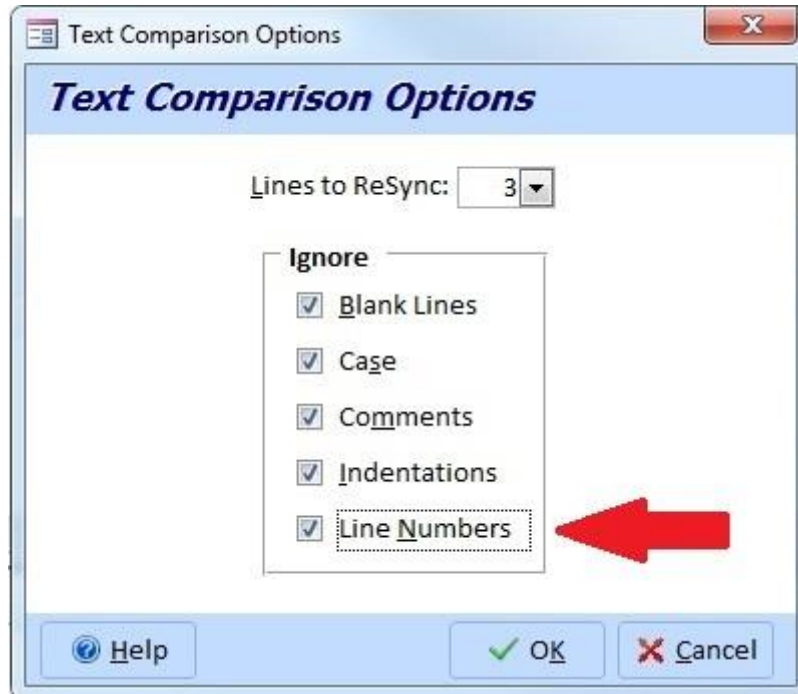 Text Comparison Options
Text Comparison Options
Lines to ReSync: 3
Ignore
Blank Lines
Case
Comments
Indentations
Line Numbers
Help
OK
Cancel